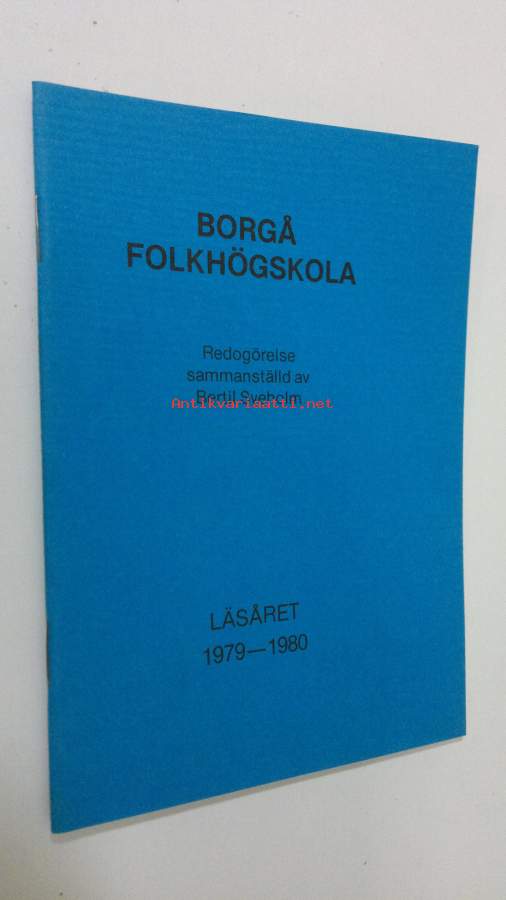 BORGÅ
FOLKHÖGSKOLA
Redogörelse
sammanställd av
Bertil Sveholm
Antikvariaatti.net
LÄSÅRET
1979—1980